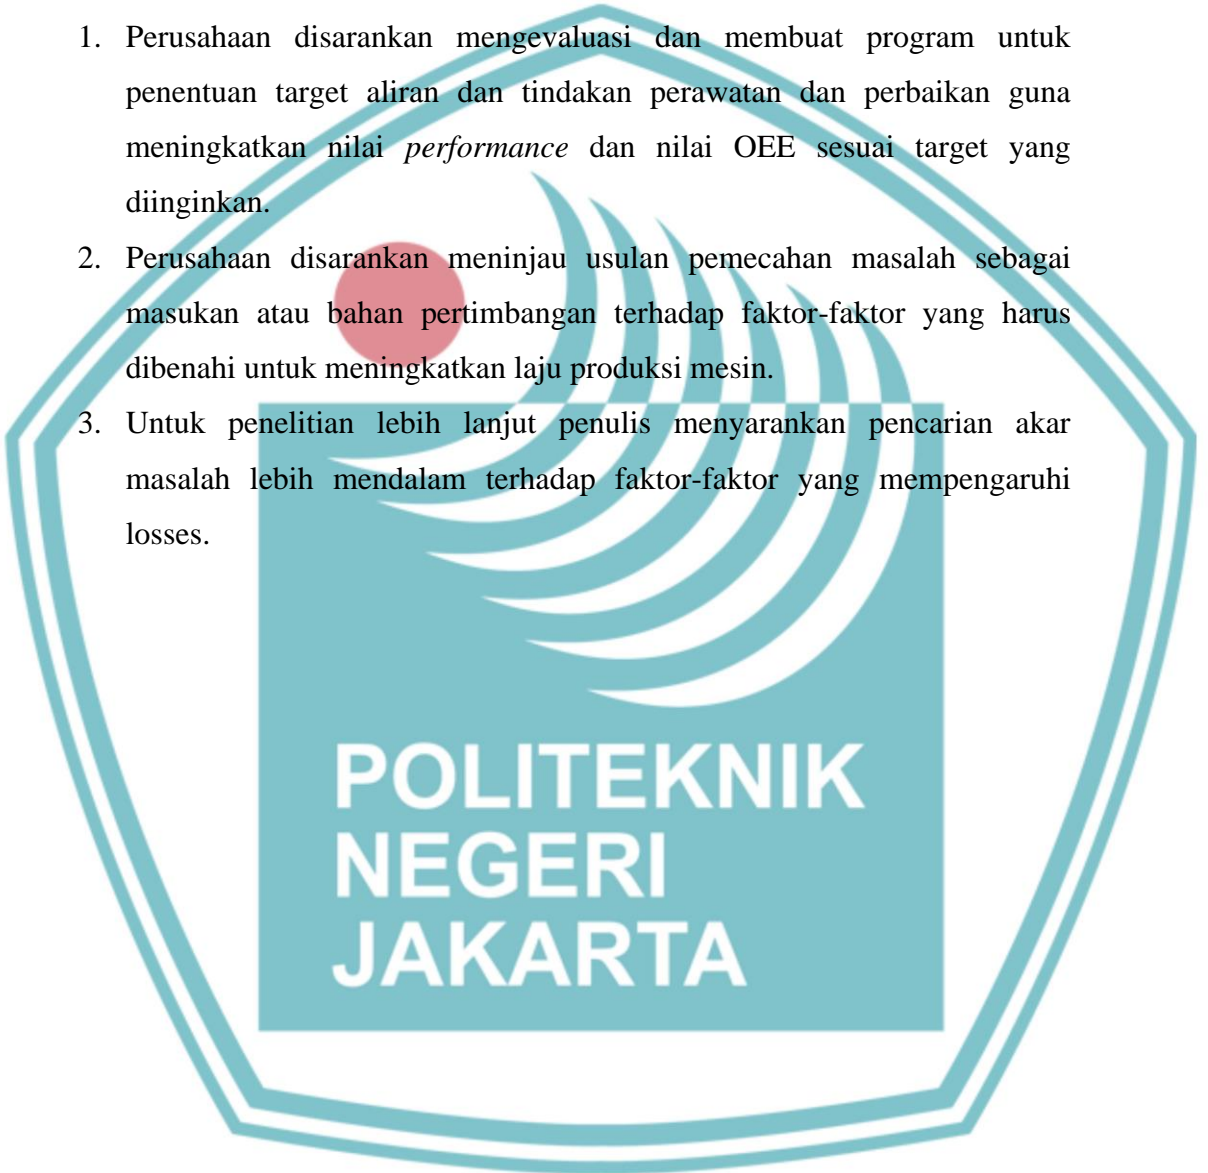 1. Perusahaan disarankan mengevaluasi dan membuat program untuk
penentuan target aliran dan tindakan perawatan dan perbaikan guna
meningkatkan nilai performance dan nilai OEE sesuai target yang
diinginkan.
2. Perusahaan disarankan meninjau usulan pemecahan masalah sebagai
masukan atau bahan pertimbangan terhadap faktor-faktor yang harus
dibenahi untuk meningkatkan laju produksi mesin.
3. Untuk penelitian lebih lanjut penulis menyarankan pencarian akar
masalah lebih mendalam terhadap faktor-faktor yang mempengaruhi
losses.
POLITEKNIK
NEGERI
JAKARTA